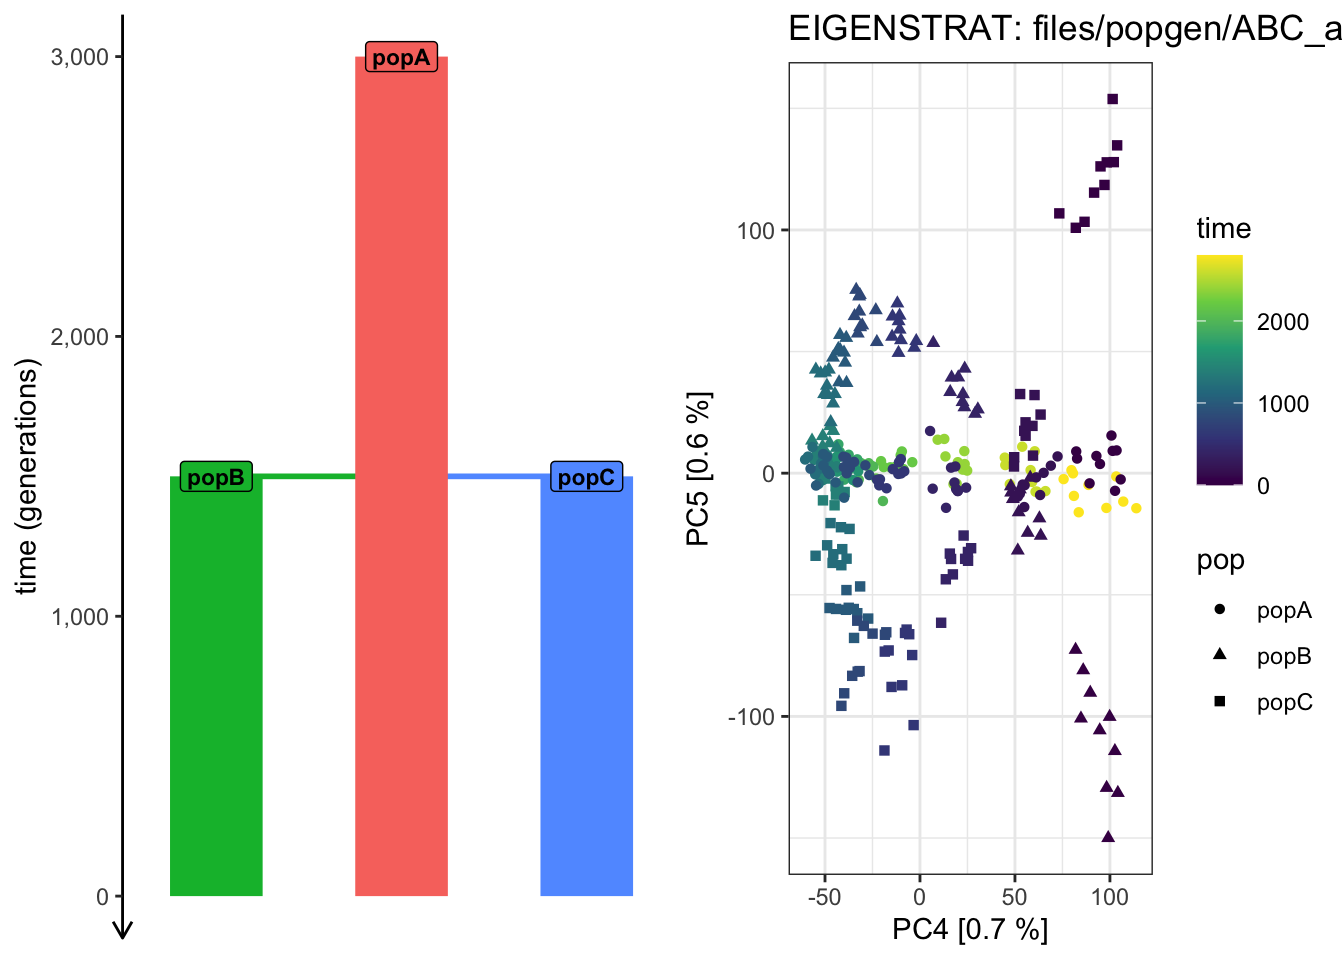 time (generations)
3,000
2,000
1,000
0
popA
popB
popC
EIGENSTRAT: files/popgen/ABC_a
PC5 [0.6 %]
100
0
-100
-50
0
50
100
PC4 [0.7 %]
time
2000
1000
0
pop
popA
popB
popC